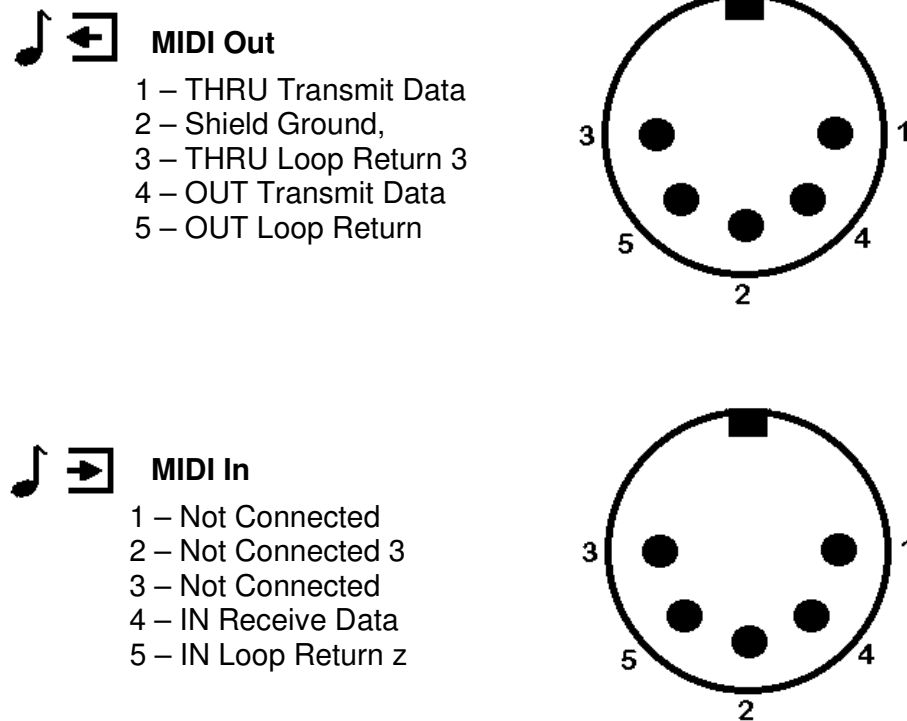 MIDI Out
1 – THRU Transmit Data
2 – Shield Ground,
3 – THRU Loop Return 3
4 – OUT Transmit Data
5 – OUT Loop Return
3
1
5
4
2
MIDI In
1 – Not Connected
2 – Not Connected 3
3 – Not Connected
4 – IN Receive Data
5 – IN Loop Return z
3
1
5
4
2